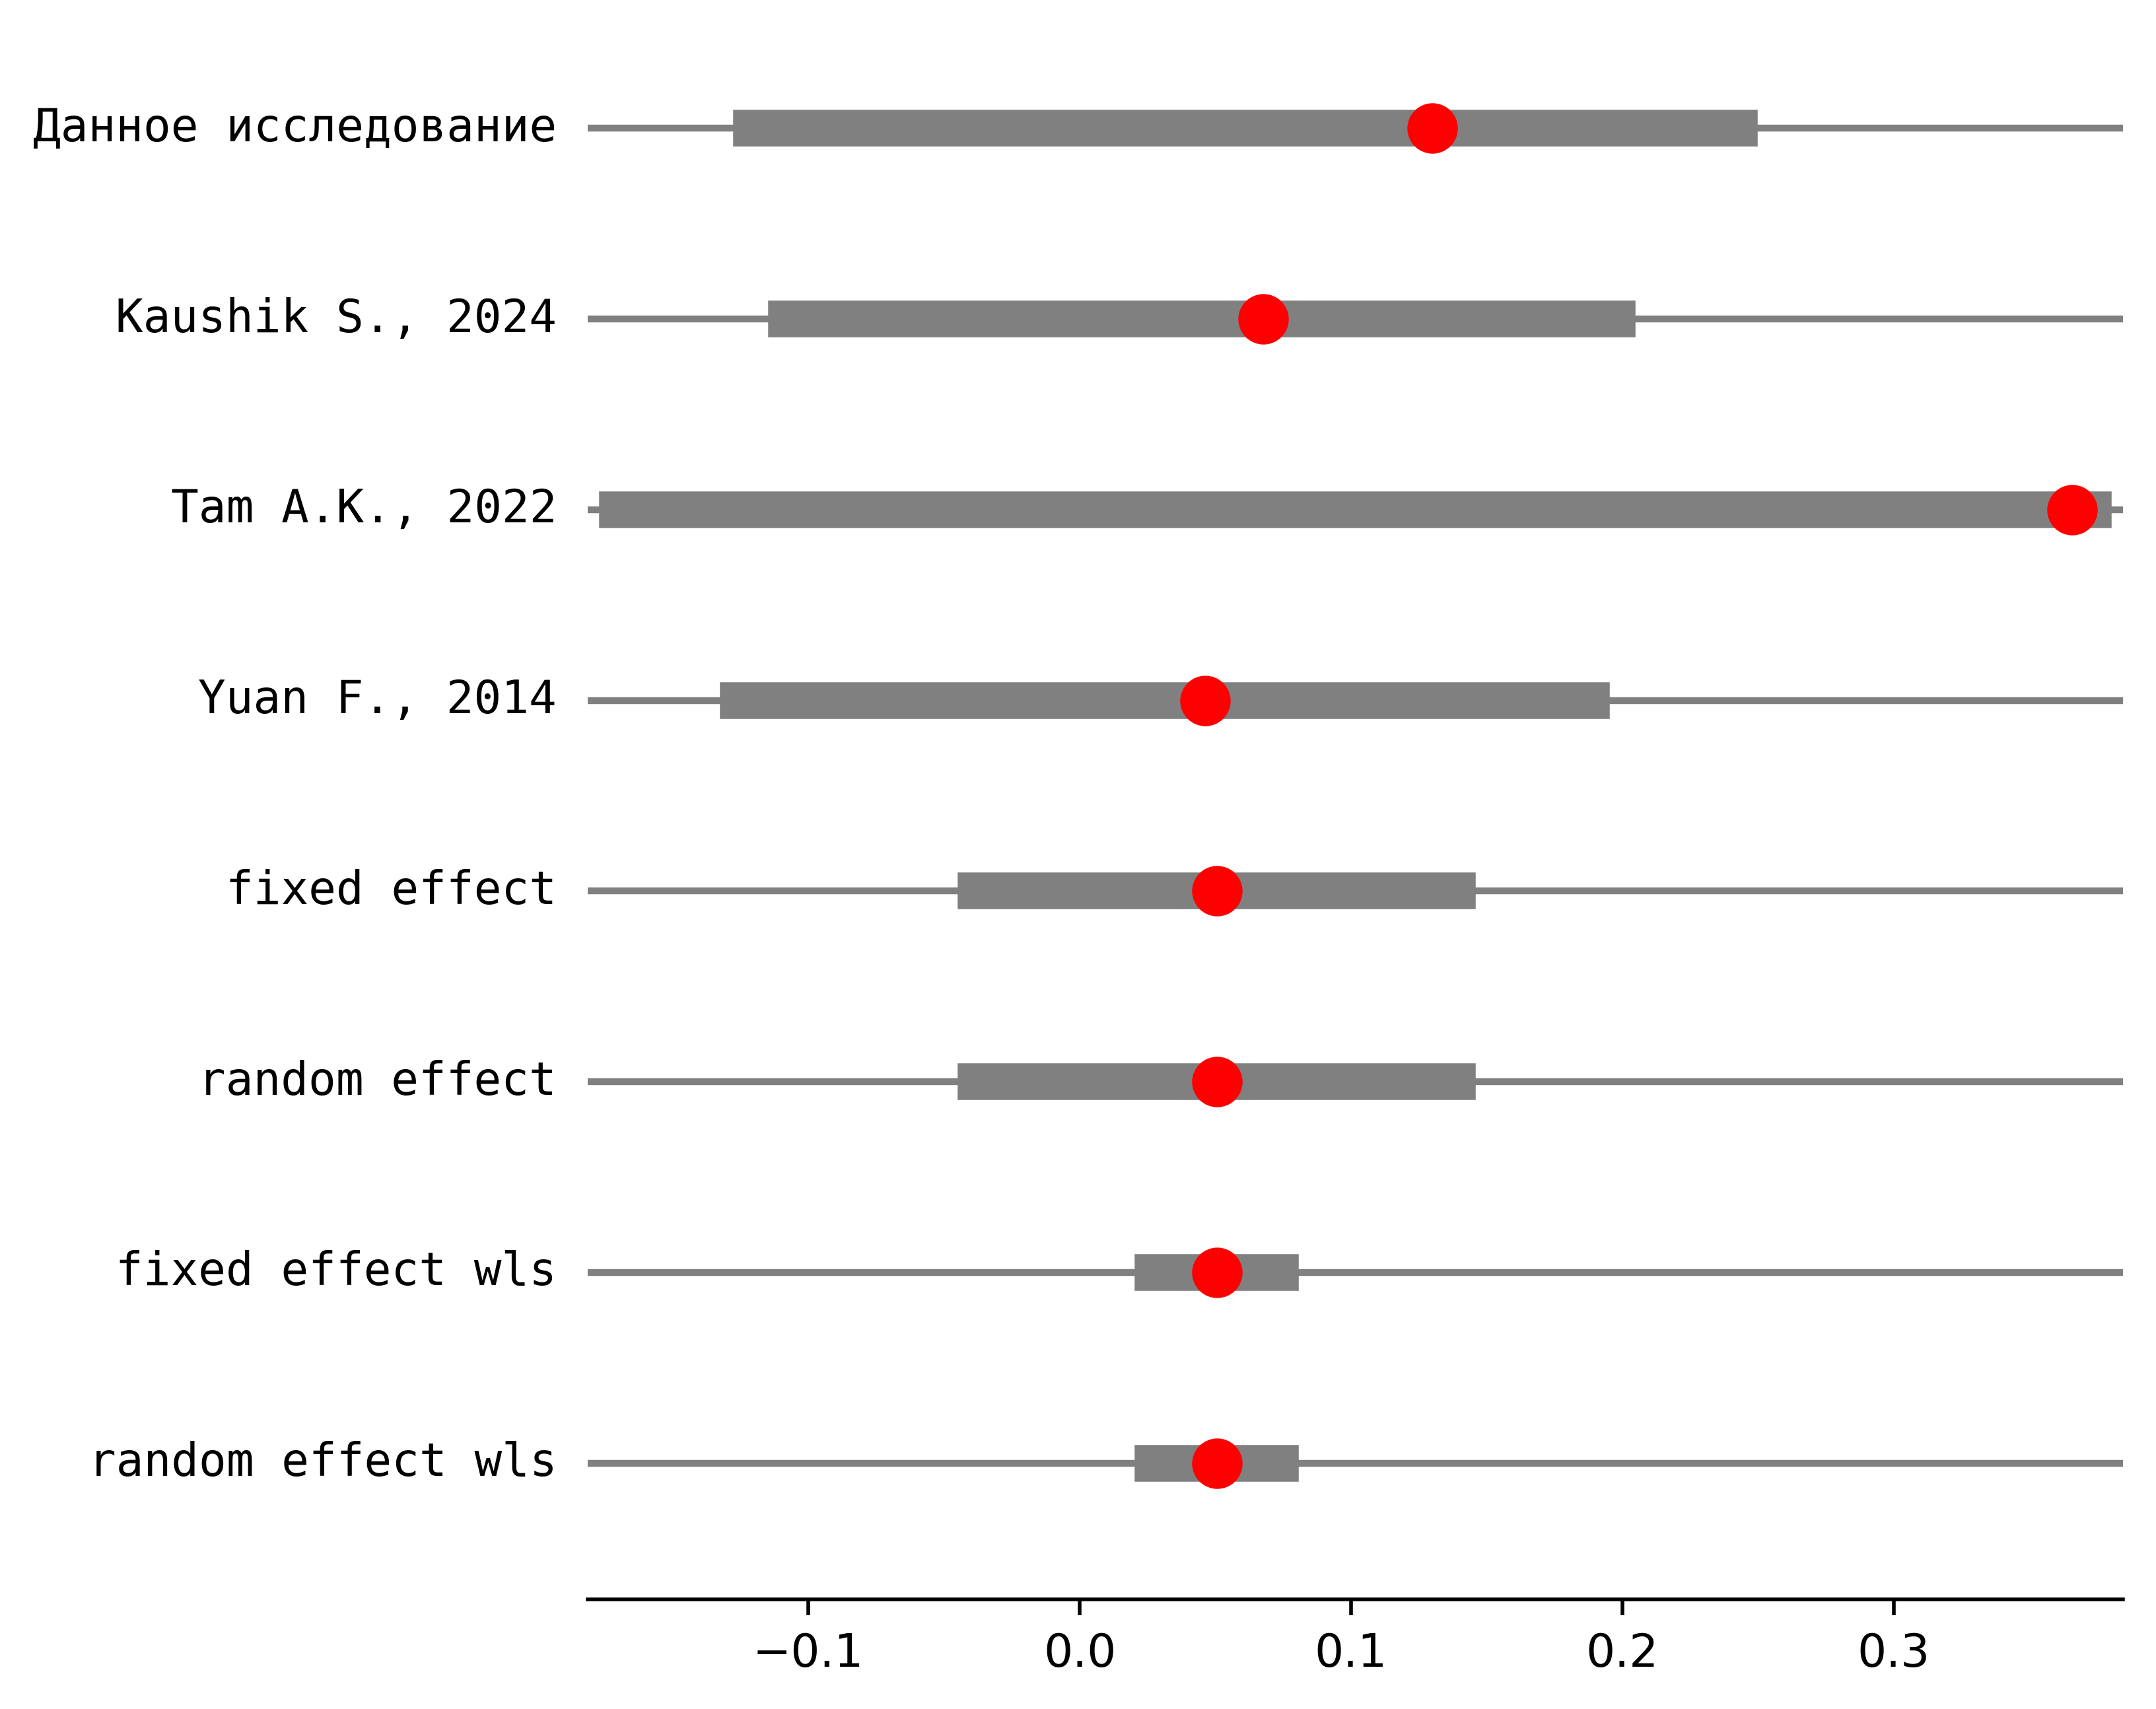 Данное исследование
Kaushik S., 2024
Tam A.K., 2022
Yuan F., 2014
fixed effect
random effect
fixed effect wls
random effect wls
−0.1 0.0 0.1 0.2 0.3